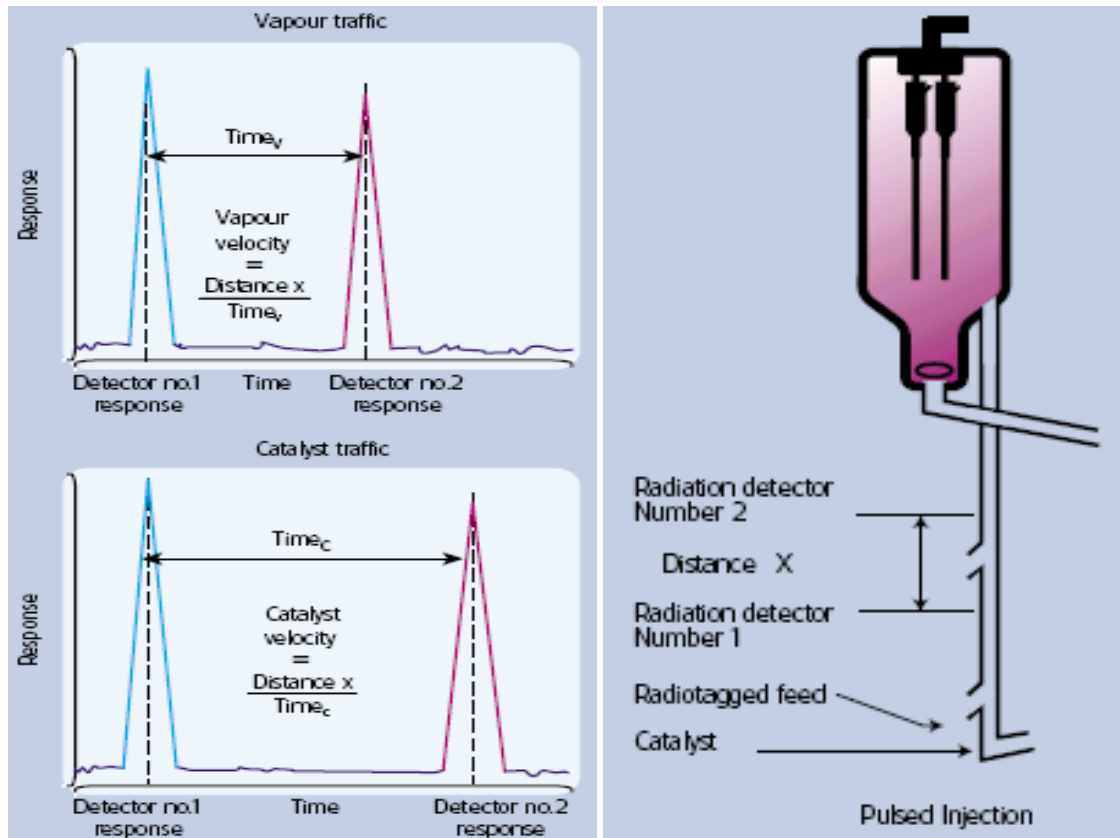 Vapour traffic
Response
Time_v
Vapour
velocity
=
Distance x
Time_v
Detector no.1
response
Time
Detector no.2
response
Catalyst traffic
Response
Time_c
Catalyst
velocity
=
Distance x
Time_c
Detector no.1
response
Time
Detector no.2
response
Radiation detector
Number 2
Distance X
Radiation detector
Number 1
Radiotagged feed
Catalyst
Pulsed Injection